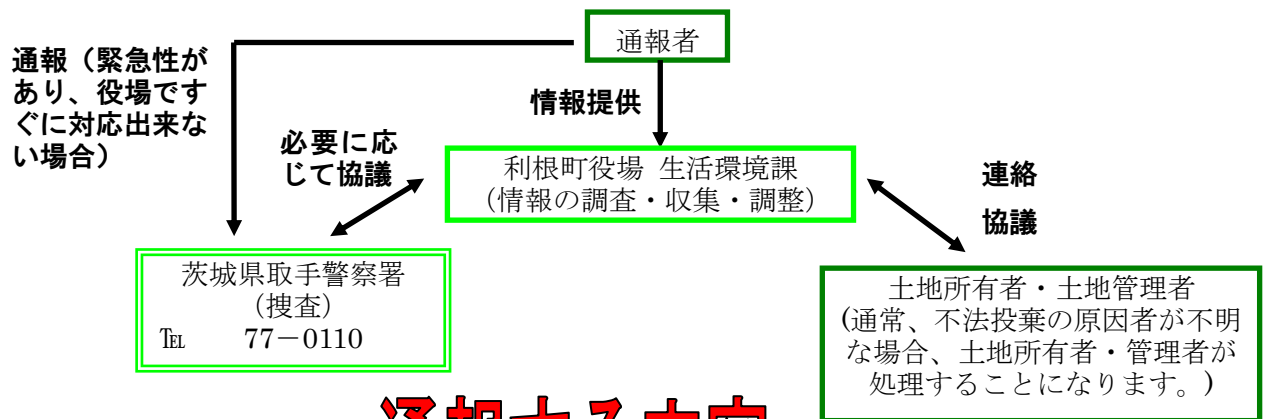 通報者
通報（緊急性が
あり、役場です
ぐに対応出来な
い場合）
情報提供
必要に応
じて協議
利根町役場 生活環境課
（情報の調査・収集・調整）
連絡
協議
茨城県取手警察署
（捜査）
℡ 77－0110
土地所有者・土地管理者
(通常、不法投棄の原因者が不明
な場合、土地所有者・管理者が
処理することになります。)
通報する内容